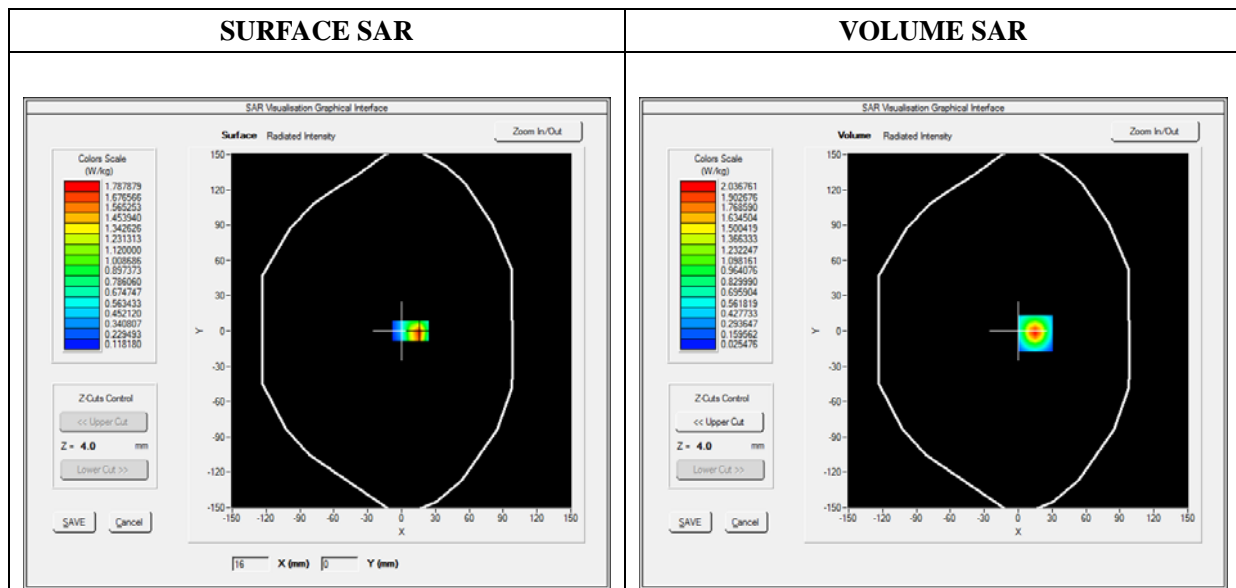 SURFACE SAR
VOLUME SAR
SAR Visualisation Graphical Interface
Surface Radiated Intensity
Zoom In/Out
Colors Scale
(W/kg)
1.787879
1.676566
1.565253
1.453940
1.342626
1.231313
1.120000
1.008686
0.897373
0.786060
0.674747
0.563433
0.452120
0.340807
0.229493
0.118180
Z-Cuts Control
<< Upper Cut
Z = 4.0 mm
Lower Cut >>
SAVE Cancel
150
120
90
60
30
0
-30
-60
-90
-120
-150
Y
-150 -120 -90 -60 -30 0 30 60 90 120 150
X
16 X (mm) 0 Y (mm)
SAR Visualisation Graphical Interface
Volume Radiated Intensity
Zoom In/Out
Colors Scale
(W/kg)
2.036761
1.902676
1.768590
1.634504
1.500419
1.366333
1.232247
1.098161
0.964076
0.829990
0.695904
0.561819
0.427733
0.293647
0.159562
0.025476
Z-Cuts Control
<< Upper Cut
Z = 4.0 mm
Lower Cut >>
SAVE Cancel
150
120
90
60
30
0
-30
-60
-90
-120
-150
Y
-150 -120 -90 -60 -30 0 30 60 90 120 150
X